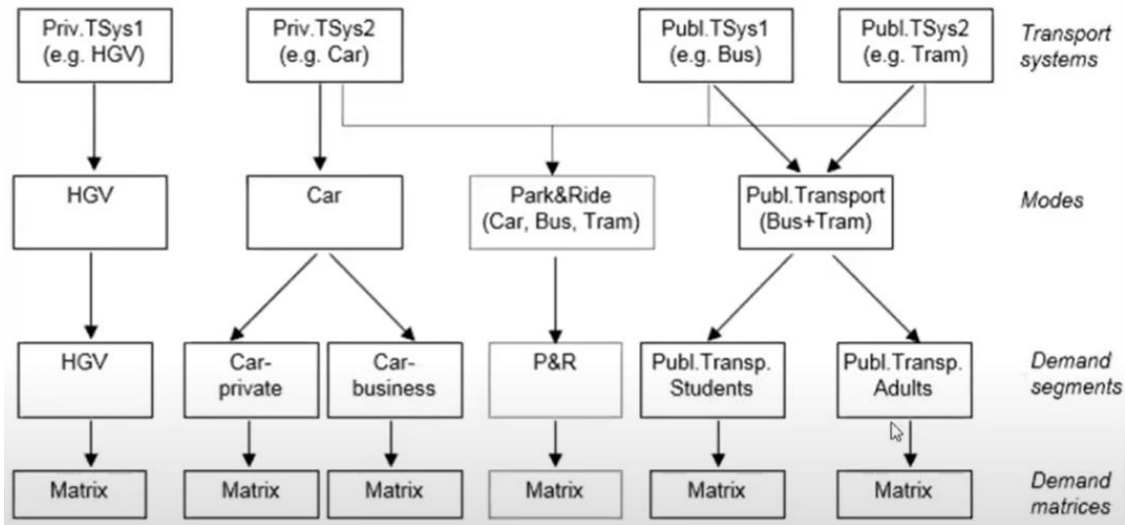 Priv.TSys1
(e.g. HGV)
Priv.TSys2
(e.g. Car)
Publ.TSys1
(e.g. Bus)
Publ.TSys2
(e.g. Tram)
Transport
systems
HGV
Car
Park&Ride
(Car, Bus, Tram)
Publ.Transport
(Bus+Tram)
Modes
HGV
Car-
private
Car-
business
P&R
Publ.Transp.
Students
Publ.Transp.
Adults
Demand
segments
Matrix
Matrix
Matrix
Matrix
Matrix
Matrix
Demand
matrices